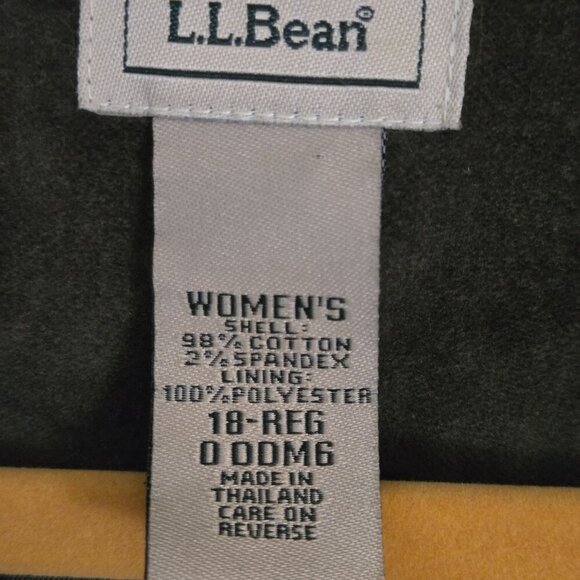 L.L.Bean®
WOMEN'S
SHELL:
98% COTTON
2% SPANDEX
LINING:
100% POLYESTER
18-REG
0 0DM6
MADE IN
THAILAND
CARE ON
REVERSE